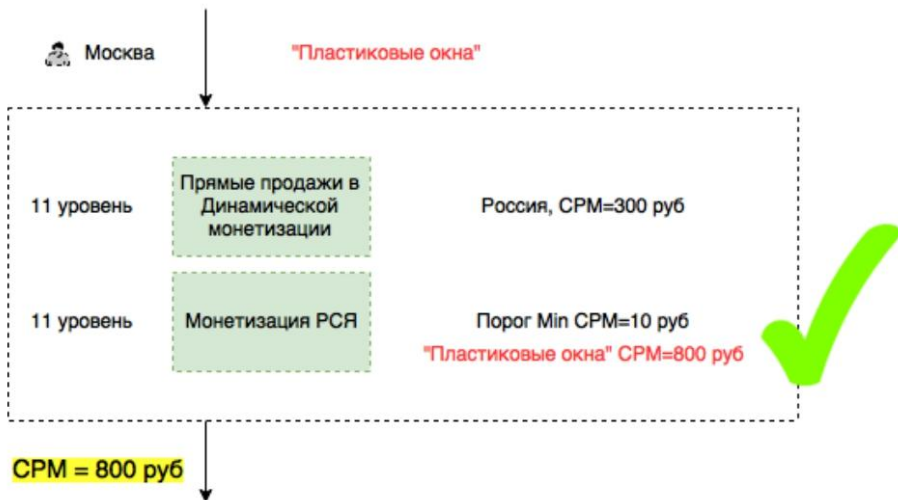 Москва
"Пластиковые окна"
11 уровень
Прямые продажи в
Динамической
монетизации
Россия, CPM=300 руб
11 уровень
Монетизация РСЯ
Порог Min CPM=10 руб
"Пластиковые окна" CPM=800 руб
CPM = 800 руб